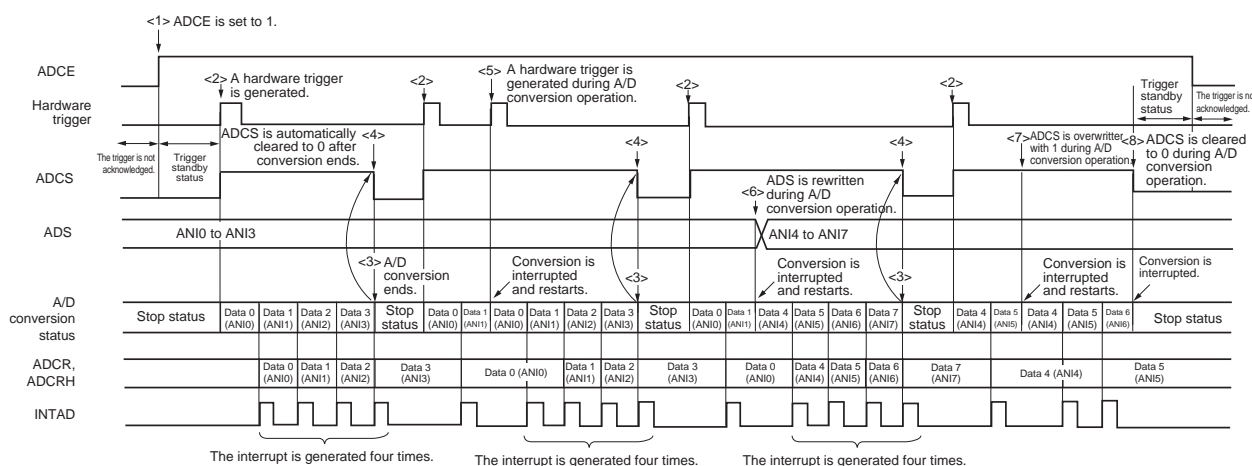 <1> ADCE is set to 1.
ADCE
<2> A hardware trigger
is generated.
<2>
<5> A hardware trigger is
generated during A/D
conversion operation.
<2>
<2>
Trigger
standby
status
The trigger is not
acknowledged.
Hardware
trigger
The trigger is not
acknowledged.
Trigger
standby
status
ADCS is automatically
cleared to 0 after
conversion ends.
<4>
<4>
<4>
<7> ADCS is overwritter
with 1 during A/D
conversion operation.
<8> ADCS is cleared
to 0 during A/D
conversion
operation.
ADCS
<6> ADS is rewritten
during A/D
conversion operation.
ADS
ANI0 to ANI3
ANI4 to ANI7
<3> A/D
conversion
ends.
Conversion is
interrupted
and restarts.
<3>
Conversion is
interrupted
and restarts.
<3>
Conversion is
interrupted
and restarts.
Conversion is
interrupted.
A/D
conversion
status
Stop status
Data 0
(ANI0)
Data 1
(ANI1)
Data 2
(ANI2)
Data 3
(ANI3)
Stop
status
Data 0
(ANI0)
Data 1
(ANI1)
Data 0
(ANI0)
Data 1
(ANI1)
Data 2
(ANI2)
Data 3
(ANI3)
Stop
status
Data 0
(ANI0)
Data 1
(ANI1)
Data 4
(ANI4)
Data 5
(ANI5)
Data 6
(ANI6)
Data 7
(ANI7)
Stop
status
Data 4
(ANI4)
Data 5
(ANI5)
Data 4
(ANI4)
Data 5
(ANI5)
Data 6
(ANI6)
Stop status
ADCR,
ADCRH
Data 0
(ANI0)
Data 1
(ANI1)
Data 2
(ANI2)
Data 3
(ANI3)
Data 0 (ANI0)
Data 1
(ANI1)
Data 2
(ANI2)
Data 3
(ANI3)
Data 0
(ANI0)
Data 4
(ANI4)
Data 5
(ANI5)
Data 6
(ANI6)
Data 7
(ANI7)
Data 4 (ANI4)
Data 5
(ANI5)
INTAD
The interrupt is generated four times.
The interrupt is generated four times.
The interrupt is generated four times.